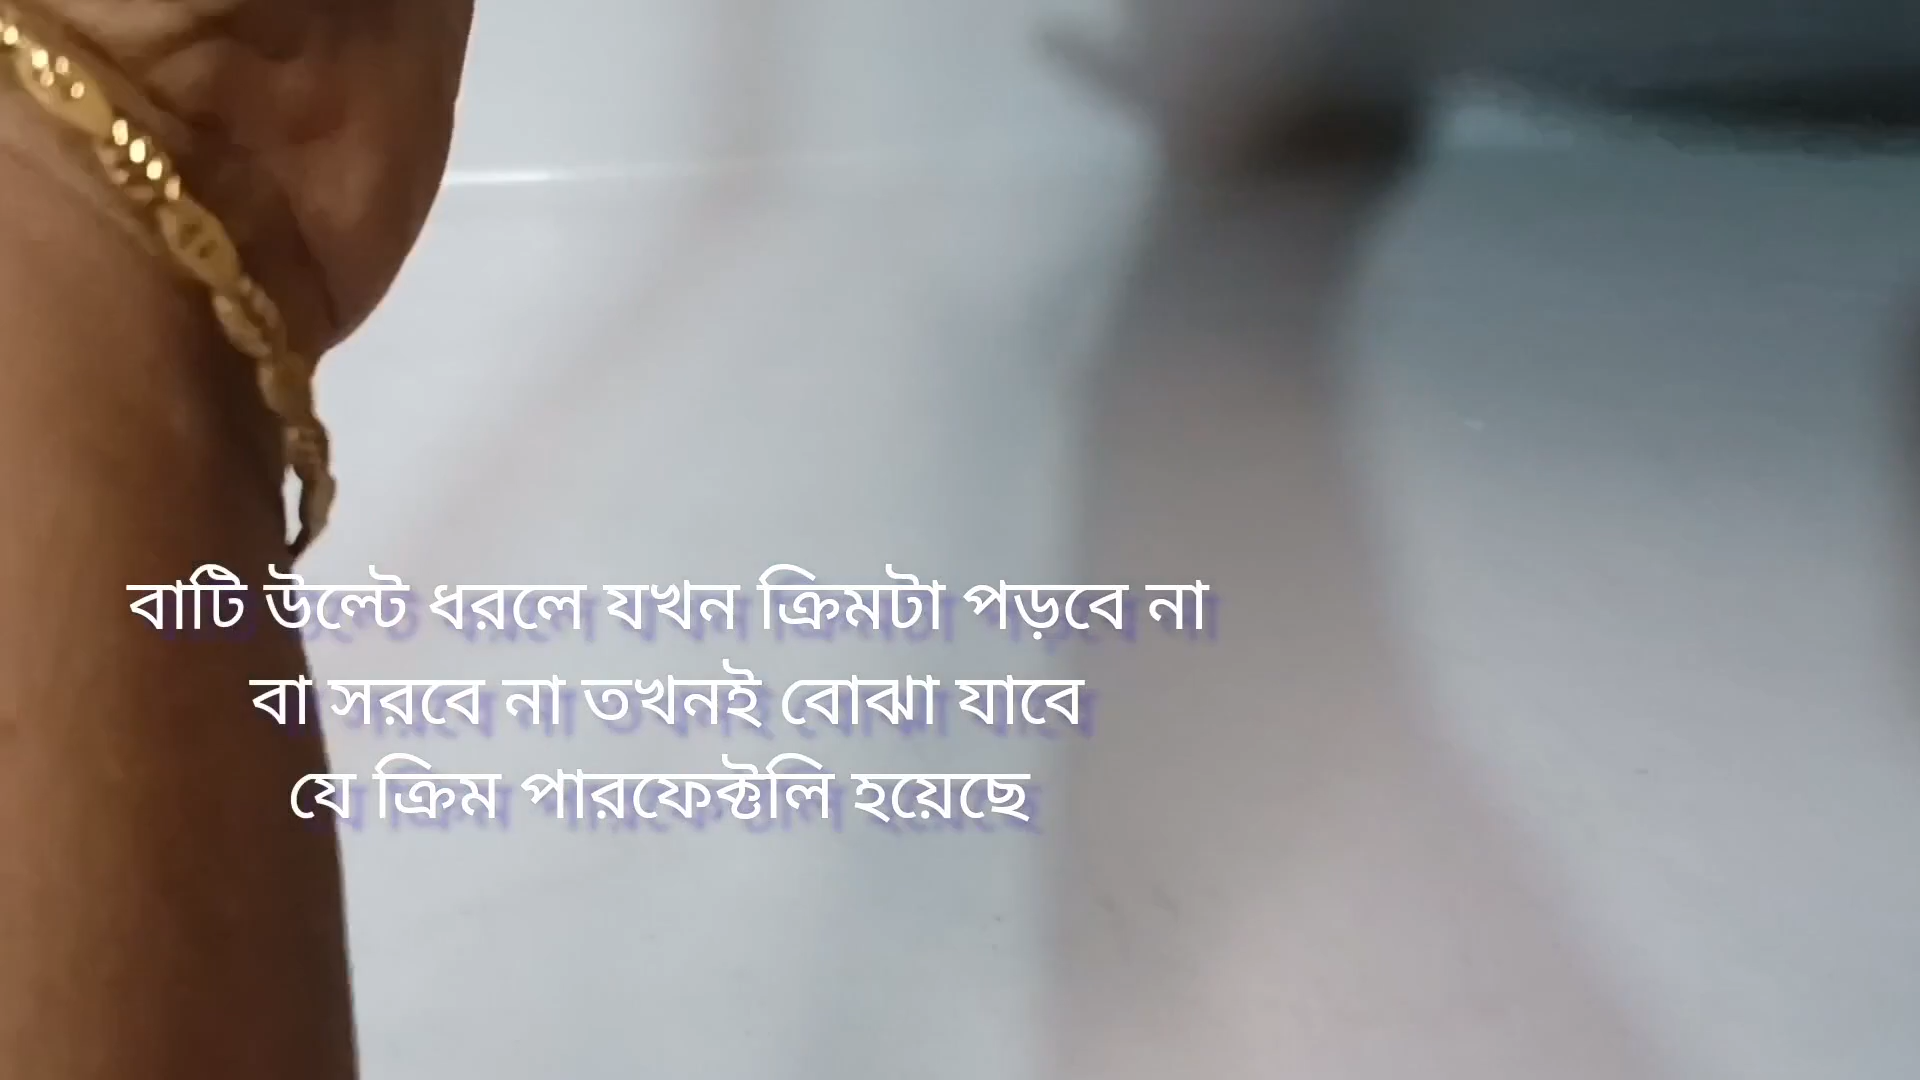 বাটি উল্টে ধরলে যখন ক্রিমটা পড়বে না
বা সরবে না তখনই বোঝা যাবে
যে ক্রিম পারফেক্টলি হয়েছে